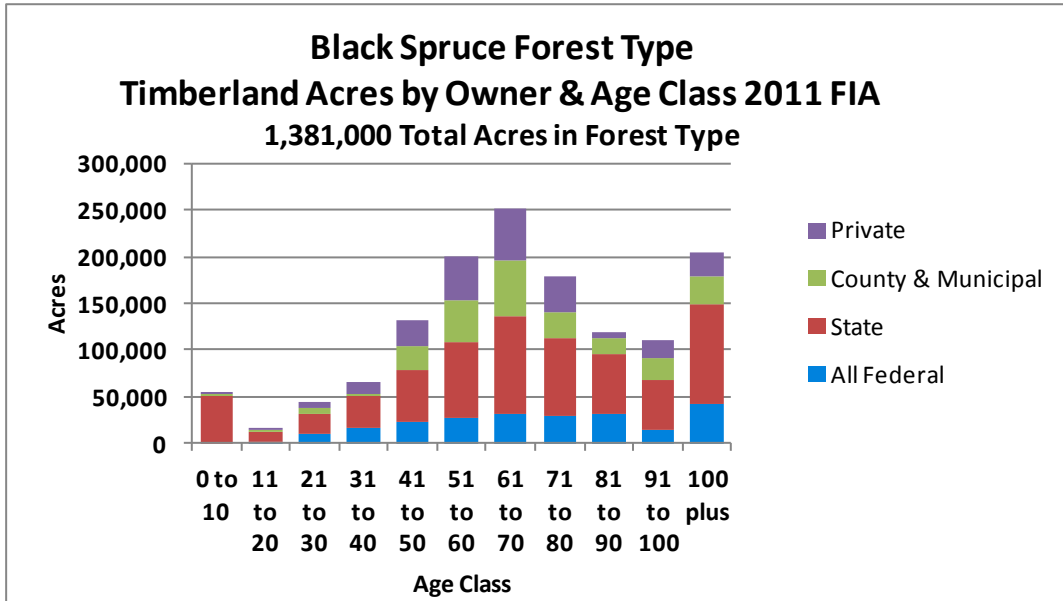 Black Spruce Forest Type
Timberland Acres by Owner & Age Class 2011 FIA
1,381,000 Total Acres in Forest Type
300,000
250,000
200,000
150,000
100,000
50,000
0
Acres
0 to 10
11 to 20
21 to 30
31 to 40
41 to 50
51 to 60
61 to 70
71 to 80
81 to 90
91 to 100
100 plus
Age Class
Private
County & Municipal
State
All Federal